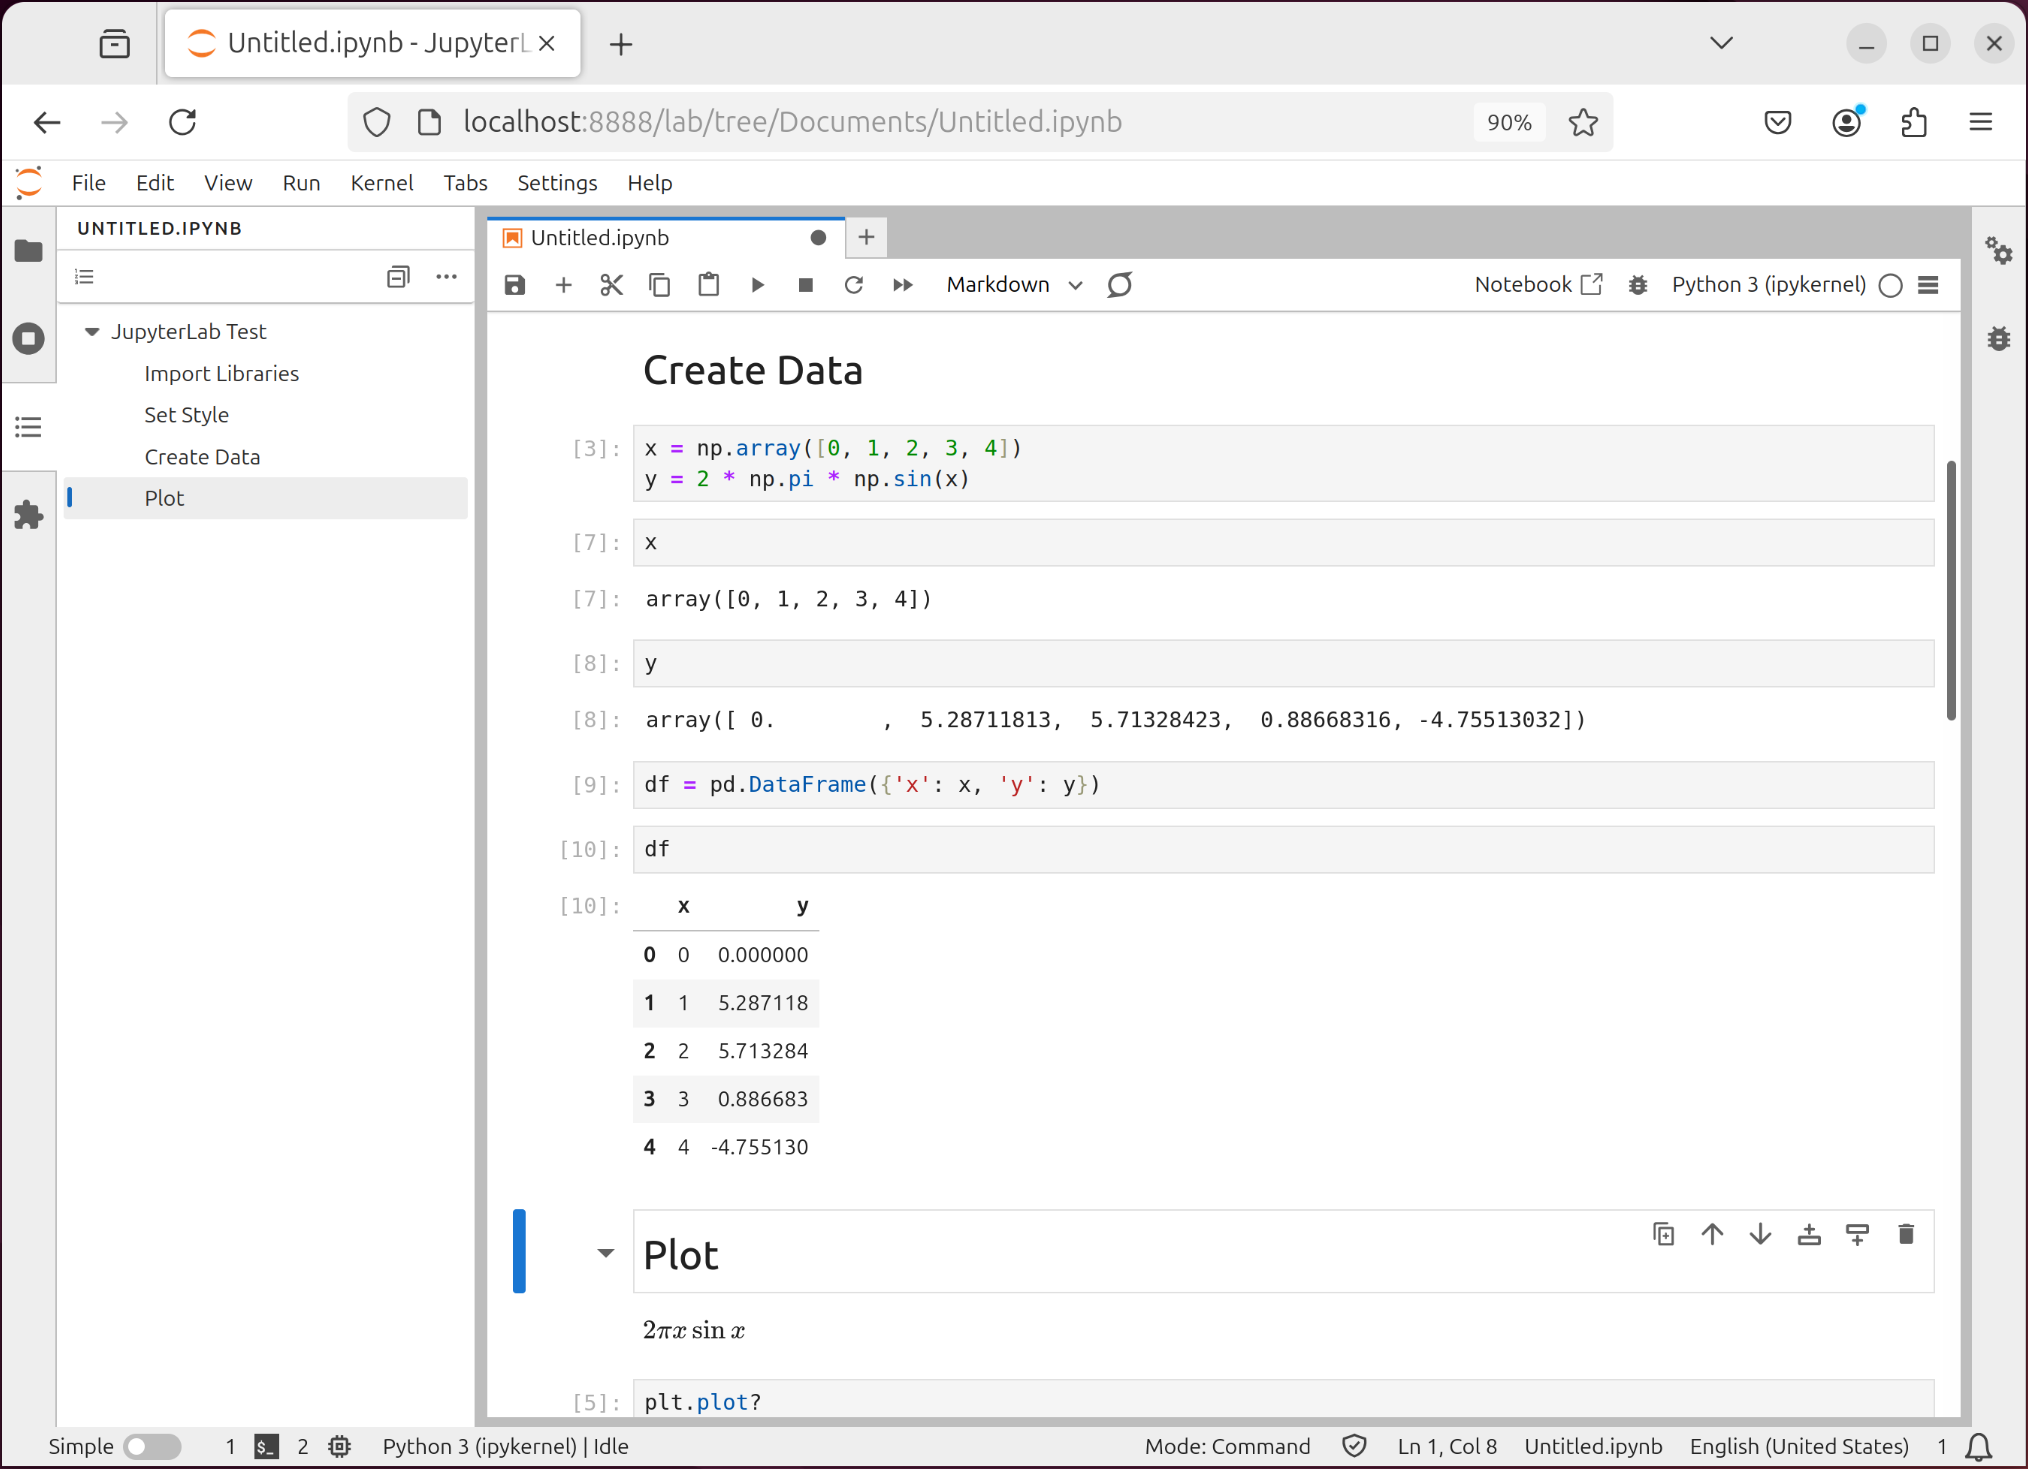 Untitled.ipynb - JupyterL
localhost:8888/lab/tree/Documents/Untitled.ipynb 90%
File Edit View Run Kernel Tabs Settings Help
UNTITLED.IPYNB
JupyterLab Test
Import Libraries
Set Style
Create Data
Plot
Untitled.ipynb
Markdown Notebook Python 3 (ipykernel)
Create Data
[3]: x = np.array([0, 1, 2, 3, 4])
y = 2 * np.pi * np.sin(x)
[7]: x
[7]: array([0, 1, 2, 3, 4])
[8]: y
[8]: array([ 0.        ,  5.28711813,  5.71328423,  0.88668316, -4.75513032])
[9]: df = pd.DataFrame({'x': x, 'y': y})
[10]: df
[10]: x y
0 0 0.000000
1 1 5.287118
2 2 5.713284
3 3 0.886683
4 4 -4.755130
Plot
2πx sin x
[5]: plt.plot?
Simple 1 $_ 2 Python 3 (ipykernel) | Idle Mode: Command Ln 1, Col 8 Untitled.ipynb English (United States) 1